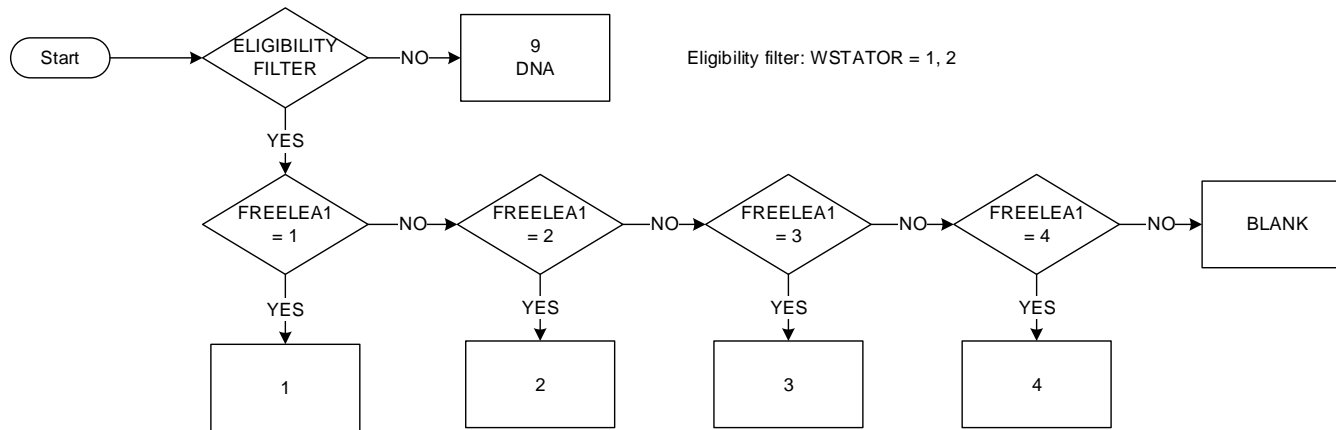 Start
ELIGIBILITY
FILTER
NO
9
DNA
Eligibility filter: WSTATOR = 1, 2
YES
FREELEA1
= 1
NO
FREELEA1
= 2
NO
FREELEA1
= 3
NO
FREELEA1
= 4
NO
BLANK
YES
YES
YES
YES
1
2
3
4